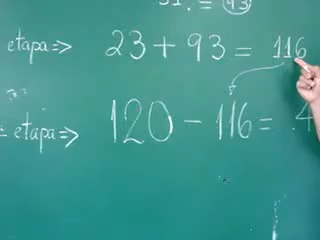 = 93
etapa⇒ 23 + 93 = 116
etapa⇒ 120 - 116 = 4